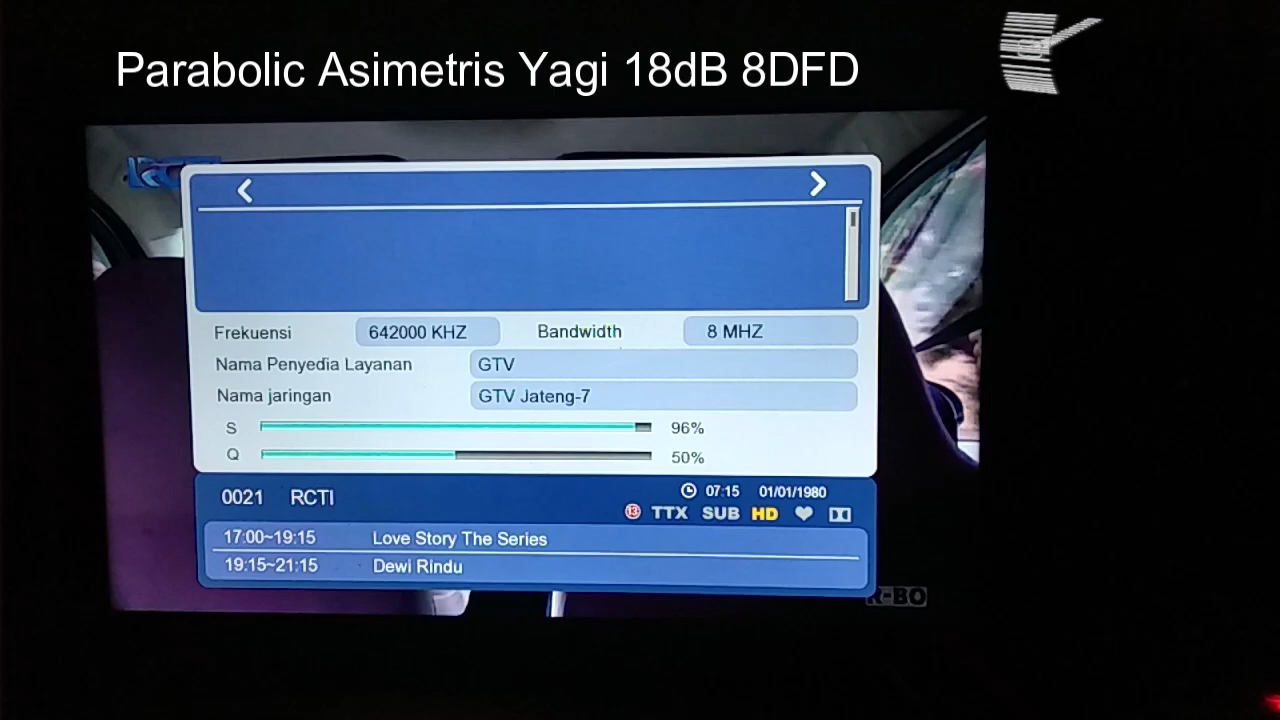 Parabolic Asimetris Yagi 18dB 8DFD
Frekuensi 642000 KHZ Bandwidth 8 MHZ
Nama Penyedia Layanan GTV
Nama jaringan GTV Jateng-7
S 96%
Q 50%
0021 RCTI 07:15 01/01/1980
13 TTX SUB HD
17:00~19:15 Love Story The Series
19:15~21:15 Dewi Rindu